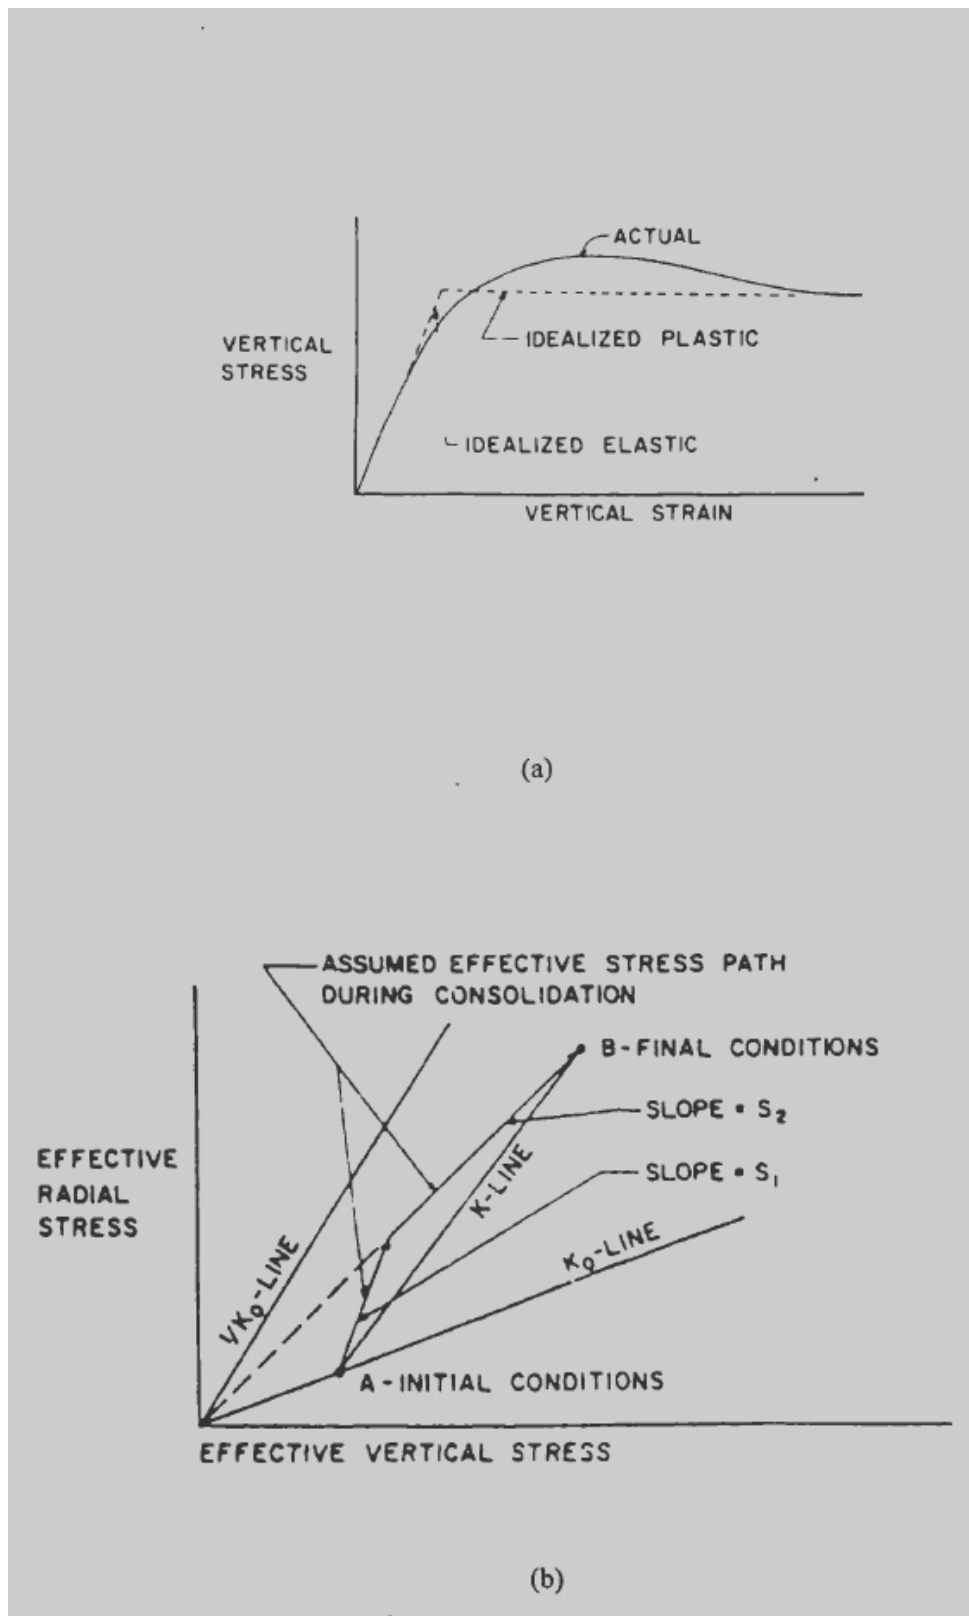 ACTUAL
IDEALIZED PLASTIC
VERTICAL
STRESS
IDEALIZED ELASTIC
VERTICAL STRAIN
(a)
ASSUMED EFFECTIVE STRESS PATH
DURING CONSOLIDATION
B-FINAL CONDITIONS
SLOPE = S₂
SLOPE = S₁
EFFECTIVE
RADIAL
STRESS
K-LINE
K₀-LINE
1/K₀-LINE
A-INITIAL CONDITIONS
EFFECTIVE VERTICAL STRESS
(b)